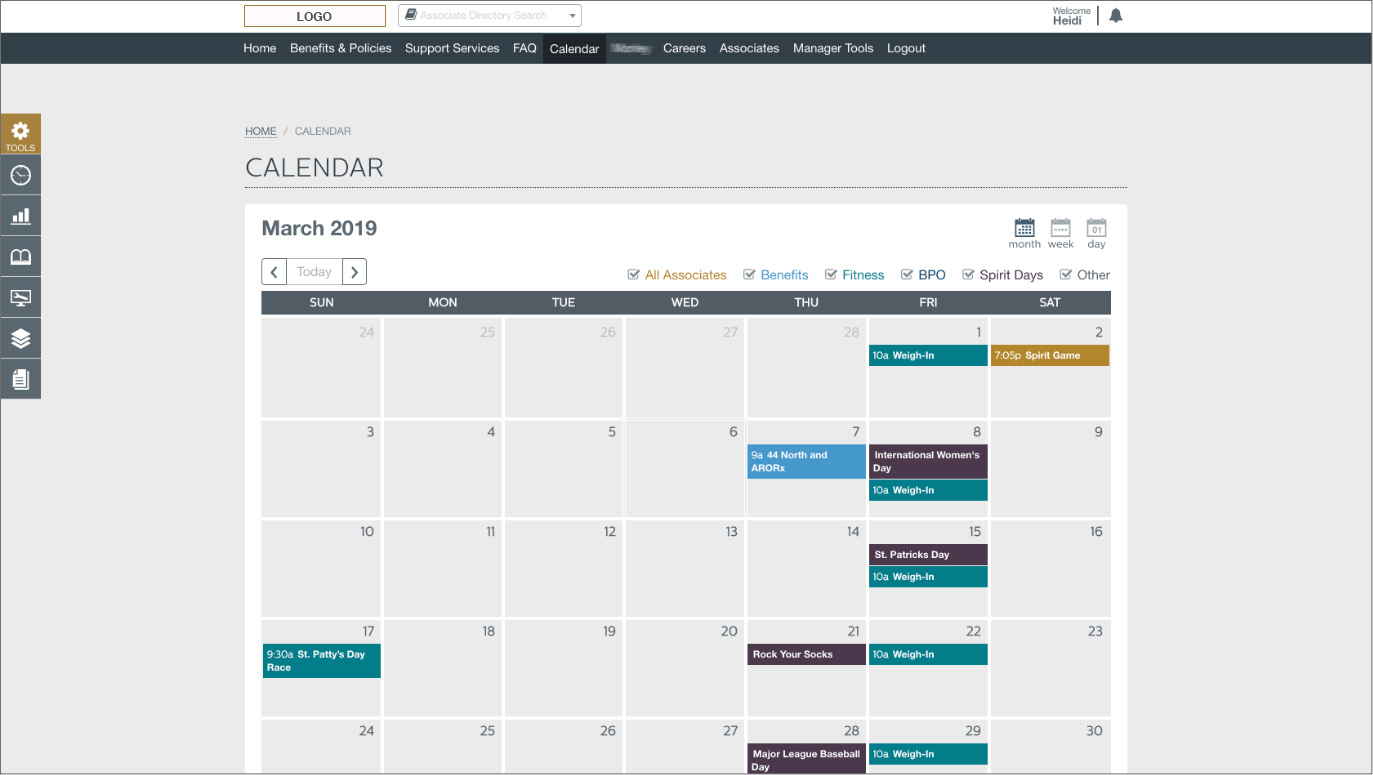 LOGO
Associate Directory Search
Welcome
Heidi
Home Benefits & Policies Support Services FAQ Calendar Careers Associates Manager Tools Logout
TOOLS
HOME / CALENDAR
CALENDAR
March 2019
01
month week day
Today
All Associates Benefits Fitness BPO Spirit Days Other
SUN MON TUE WED THU FRI SAT
24 25 26 27 28 1 2
10a Weigh-In
7:05p Spirit Game
3 4 5 6 7 8 9
9a 44 North and
ARORx
International Women's
Day
10a Weigh-In
10 11 12 13 14 15 16
St. Patricks Day
10a Weigh-In
17 18 19 20 21 22 23
9:30a St. Patty's Day
Race
Rock Your Socks
10a Weigh-In
24 25 26 27 28 29 30
Major League Baseball
Day
10a Weigh-In